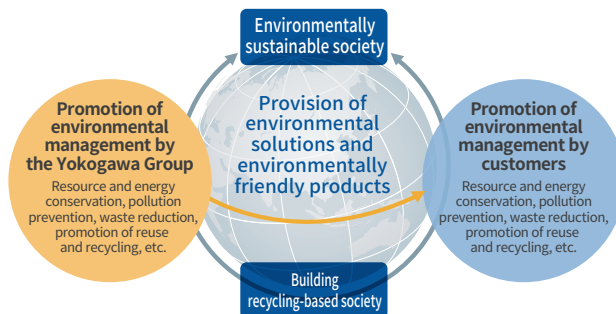 Environmentally
sustainable society
Promotion of
environmental
management by
the Yokogawa Group
Resource and energy
conservation, pollution
prevention, waste reduction,
promotion of reuse
and recycling, etc.
Provision of
environmental
solutions and
environmentally
friendly products
Promotion of
environmental
management by
customers
Resource and energy
conservation, pollution
prevention, waste reduction,
promotion of reuse
and recycling, etc.
Building
recycling-based society